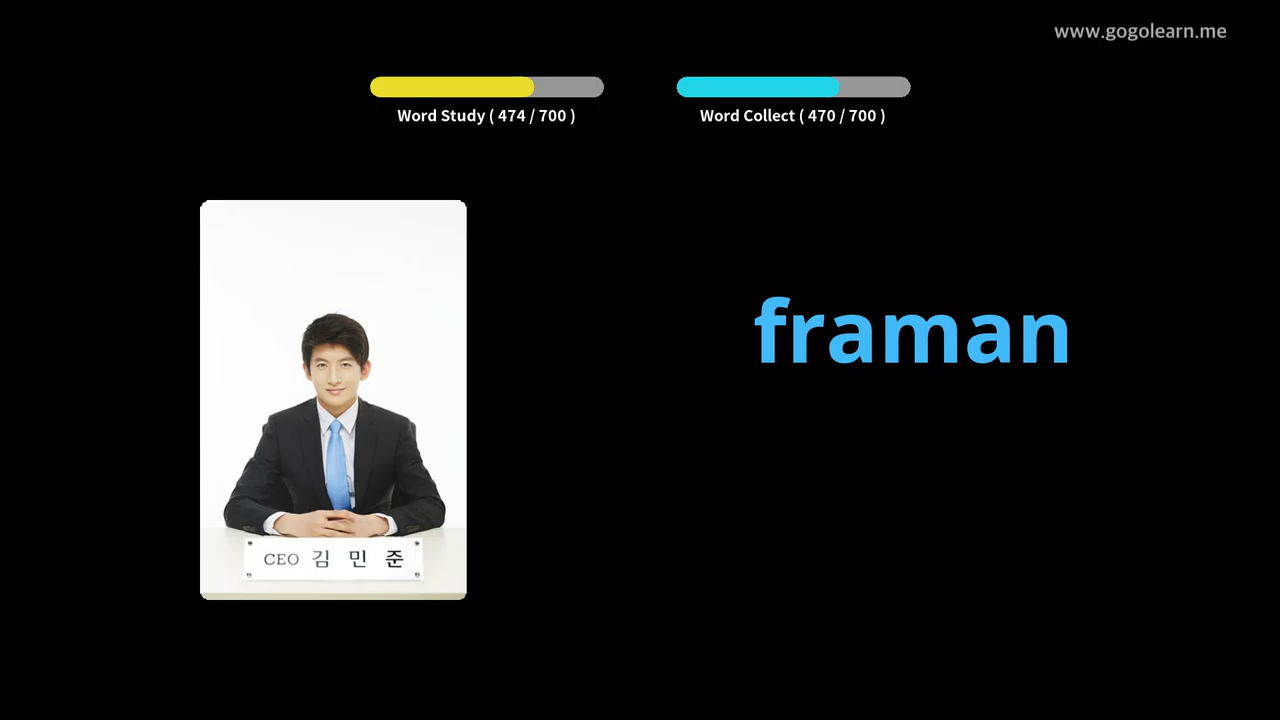 www.gogolearn.me
Word Study ( 474 / 700 )
Word Collect ( 470 / 700 )
framan
CEO 김 민 준